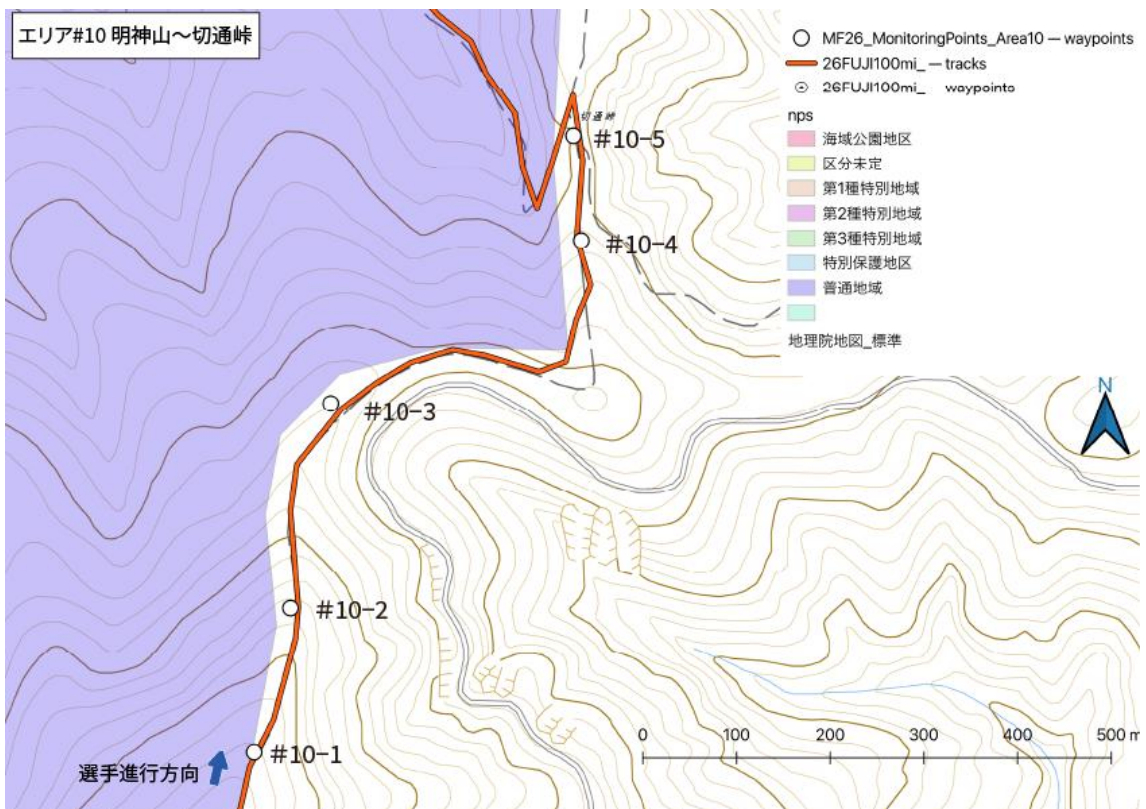 エリア#10 明神山～切通峠
MF26_MonitoringPoints_Area10 — waypoints
26FUJI100mi_ — tracks
26FUJI100mi_ waypoints
nps
海域公園地区
区分未定
第1種特別地域
第2種特別地域
第3種特別地域
特別保護地区
普通地域
地理院地図_標準
切通峠
#10-5
#10-4
N
#10-3
#10-2
#10-1
選手進行方向
0 100 200 300 400 500 m